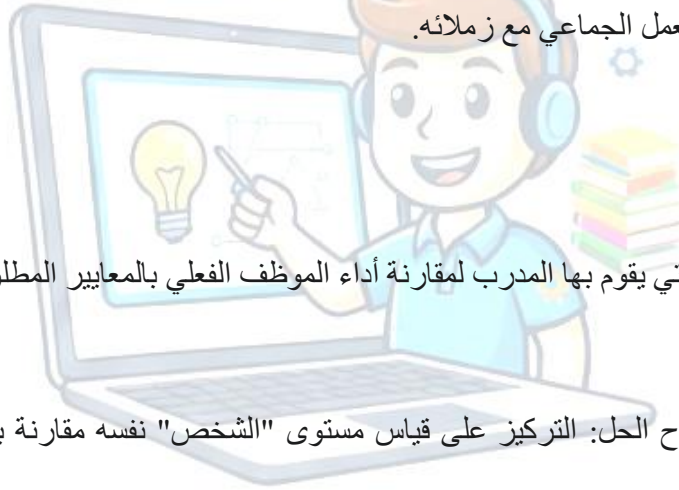 عمل الجماعي مع زملائه.
تي يقوم بها المدرب لمقارنة أداء الموظف الفعلي بالمعايير
ح الحل: التركيز على قياس مستوى "الشخص" نفسه مقارنة